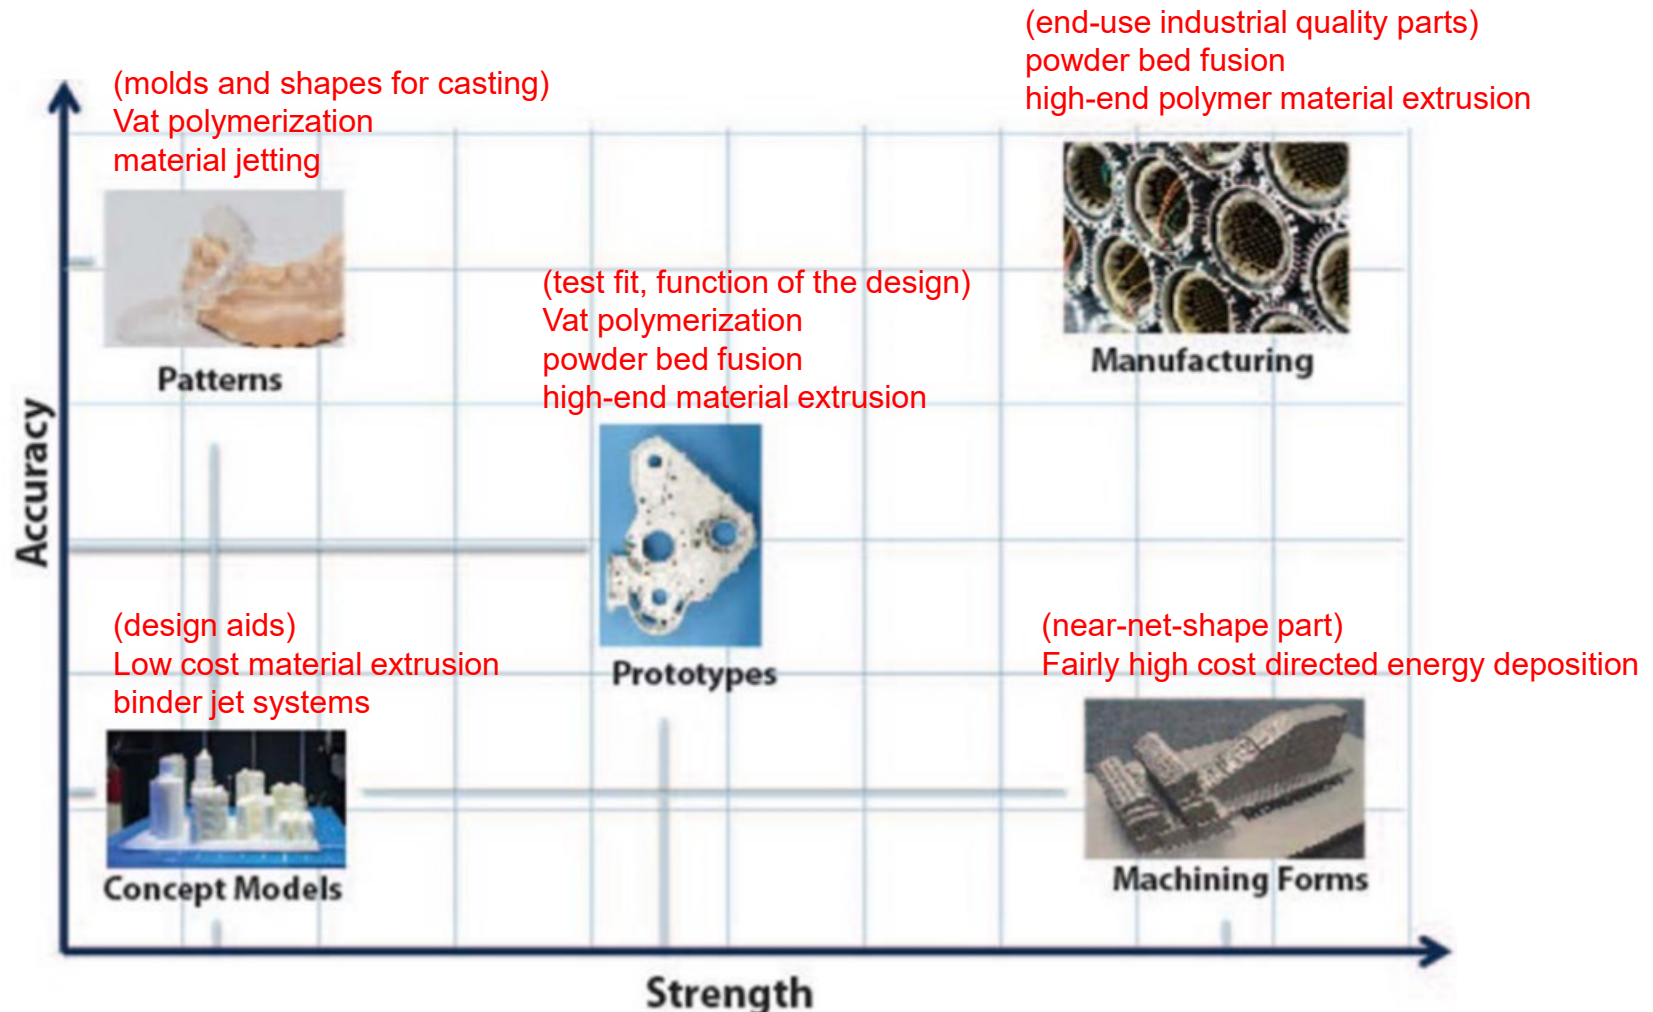 (end-use industrial quality parts)
powder bed fusion
high-end polymer material extrusion
(molds and shapes for casting)
Vat polymerization
material jetting
Patterns
Manufacturing
(test fit, function of the design)
Vat polymerization
powder bed fusion
high-end material extrusion
Prototypes
Accuracy
(design aids)
Low cost material extrusion
binder jet systems
Concept Models
(near-net-shape part)
Fairly high cost directed energy deposition
Machining Forms
Strength